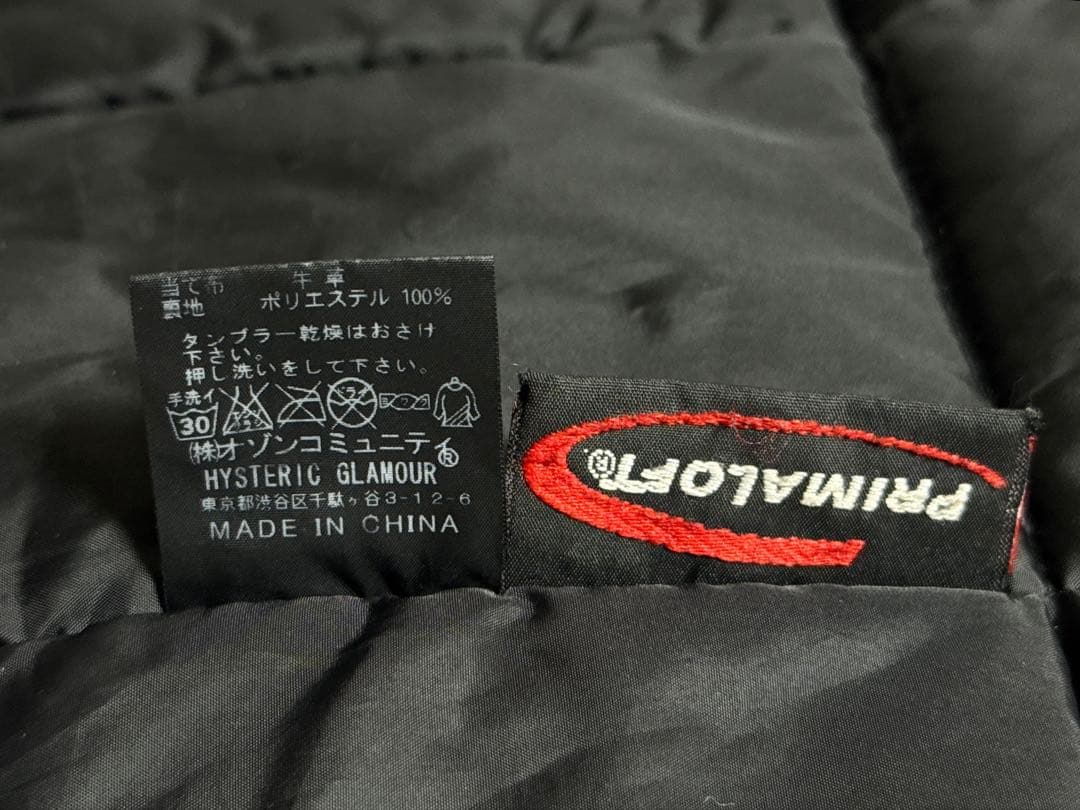 当て布 牛革
裏地 ポリエステル 100%
タンブラー乾燥はおさけ
下さい。
押し洗いをして下さい。
手洗イ
30
ドライ
(株)オゾンコミュニティ
HYSTERIC GLAMOUR®
東京都渋谷区千駄ヶ谷3-12-6
MADE IN CHINA
PRIMALOFT®